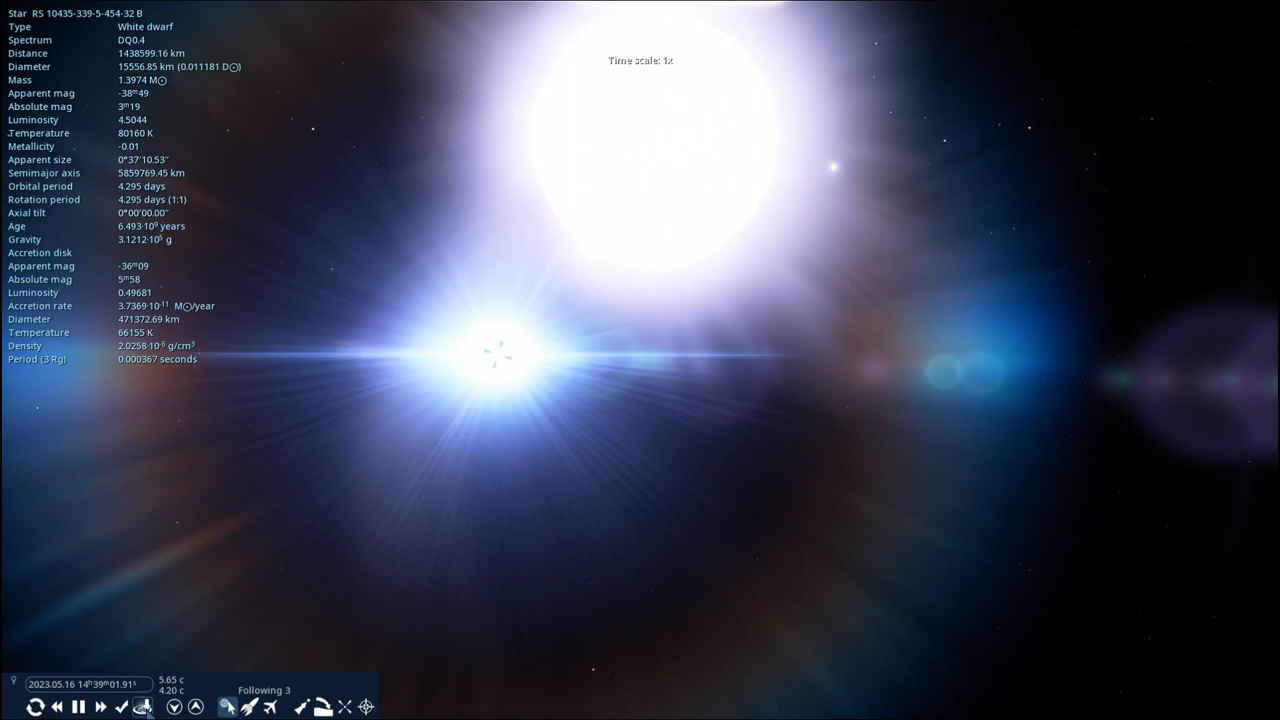 Star RS 10435-339-5-454-32 B
Type White dwarf
Spectrum DQ0.4
Distance 1438599.16 km
Diameter 15556.85 km (0.011181 D☉)
Mass 1.3974 M☉
Apparent mag -38ᵐ49
Absolute mag 3ᵐ19
Luminosity 4.5044
Temperature 80160 K
Metallicity -0.01
Apparent size 0°37'10.53"
Semimajor axis 5859769.45 km
Orbital period 4.295 days
Rotation period 4.295 days (1:1)
Axial tilt 0°00'00.00"
Age 6.493·10⁹ years
Gravity 3.1212·10⁵ g
Accretion disk
Apparent mag -36ᵐ09
Absolute mag 5ᵐ58
Luminosity 0.49681
Accretion rate 3.7369·10⁻¹¹ M☉/year
Diameter 471372.69 km
Temperature 66155 K
Density 2.0258·10⁻⁶ g/cm³
Period (3 Rg) 0.000367 seconds
Time scale: 1x
2023.05.16 14ʰ39ᵐ01.91ˢ
5.65 c
4.20 c
Following 3